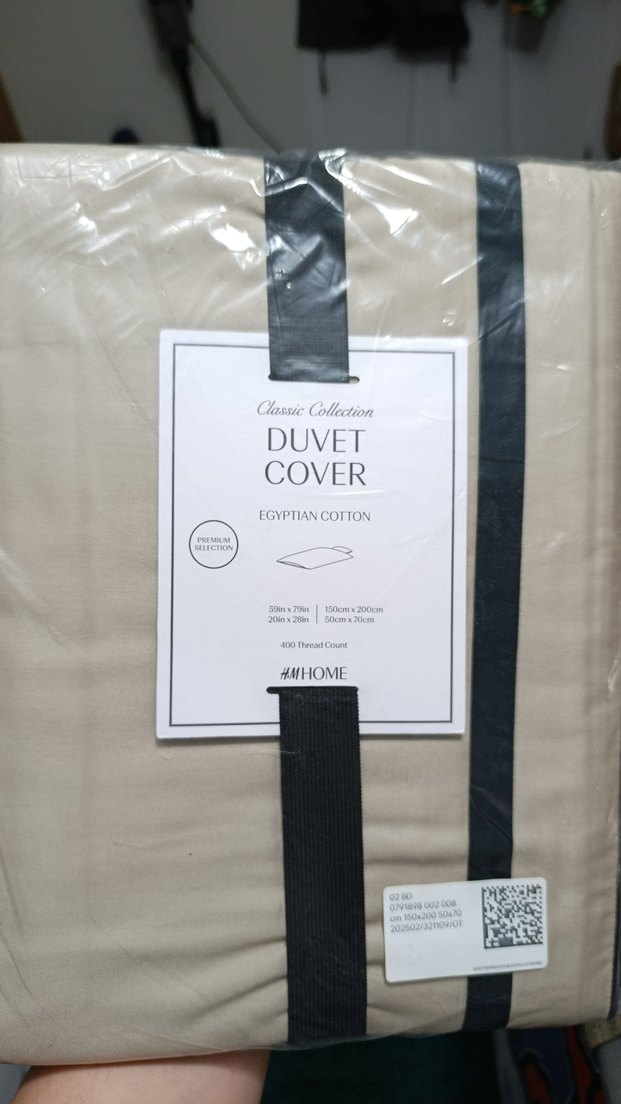 Classic Collection
DUVET
COVER
EGYPTIAN COTTON
PREMIUM
SELECTION
59in x 79in | 150cm x 200cm
20in x 28in | 50cm x 70cm
400 Thread Count
H&M HOME
02 BD
0791898 002 008
cm 150x200 50x70
202502/321109/OT